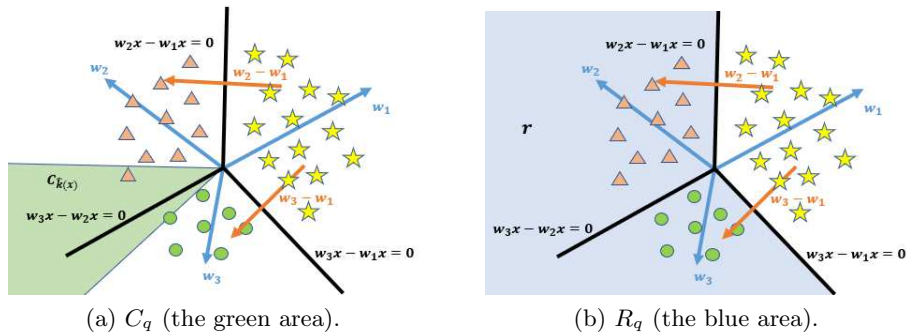 w₂x − w₁x = 0
w₂
w₂ − w₁
w₁
C_k̂(x)
w₃x − w₂x = 0
w₃ − w₁
w₃x − w₁x = 0
w₃
(a) C_q (the green area).
w₂x − w₁x = 0
w₂
w₂ − w₁
w₁
r
w₃x − w₂x = 0
w₃ − w₁
w₃x − w₁x = 0
w₃
(b) R_q (the blue area).